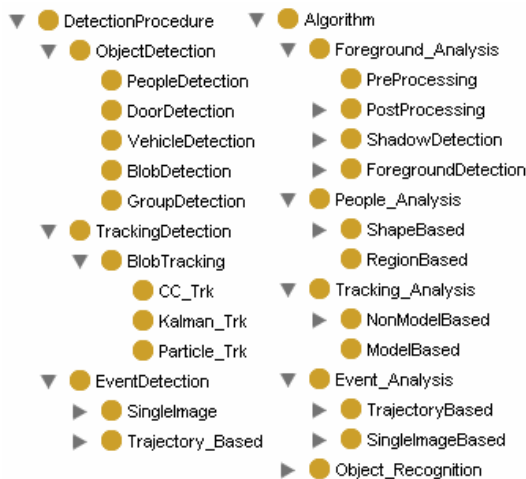 DetectionProcedure
ObjectDetection
PeopleDetection
DoorDetection
VehicleDetection
BlobDetection
GroupDetection
TrackingDetection
BlobTracking
CC_Trk
Kalman_Trk
Particle_Trk
EventDetection
SingleImage
Trajectory_Based
Algorithm
Foreground_Analysis
PreProcessing
PostProcessing
ShadowDetection
ForegroundDetection
People_Analysis
ShapeBased
RegionBased
Tracking_Analysis
NonModelBased
ModelBased
Event_Analysis
TrajectoryBased
SingleImageBased
Object_Recognition